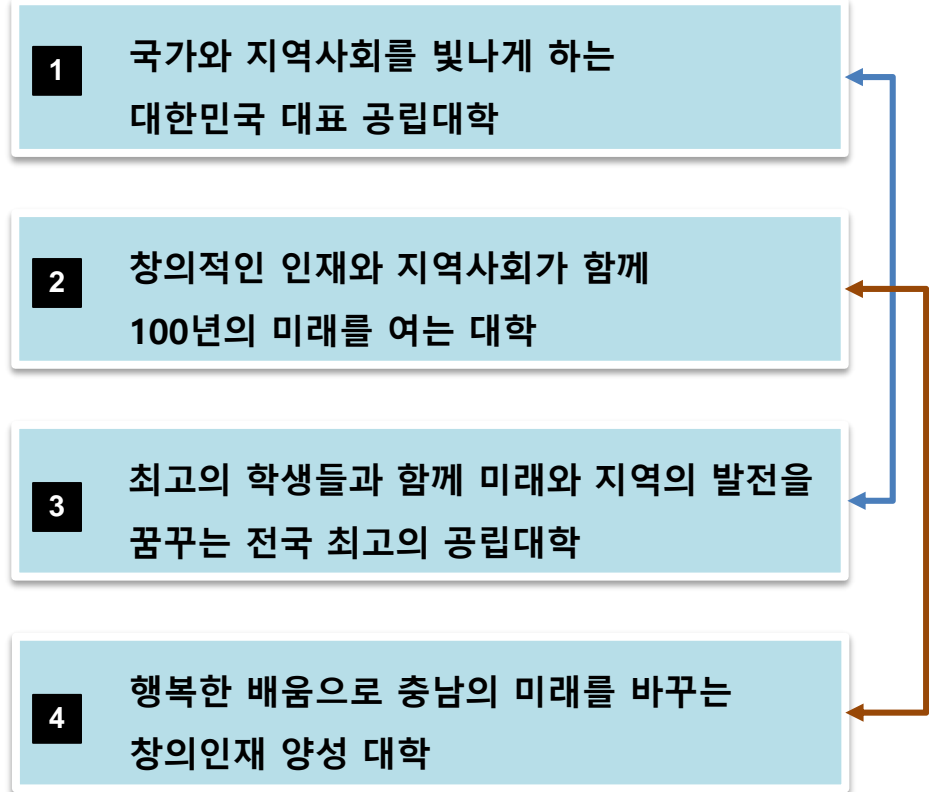 1
국가와 지역사회를 빛나게 하는
대한민국 대표 공립대학
2
창의적인 인재와 지역사회가 함께
100년의 미래를 여는 대학
3
최고의 학생들과 함께 미래와 지역의 발전을
꿈꾸는 전국 최고의 공립대학
4
행복한 배움으로 충남의 미래를 바꾸는
창의인재 양성 대학